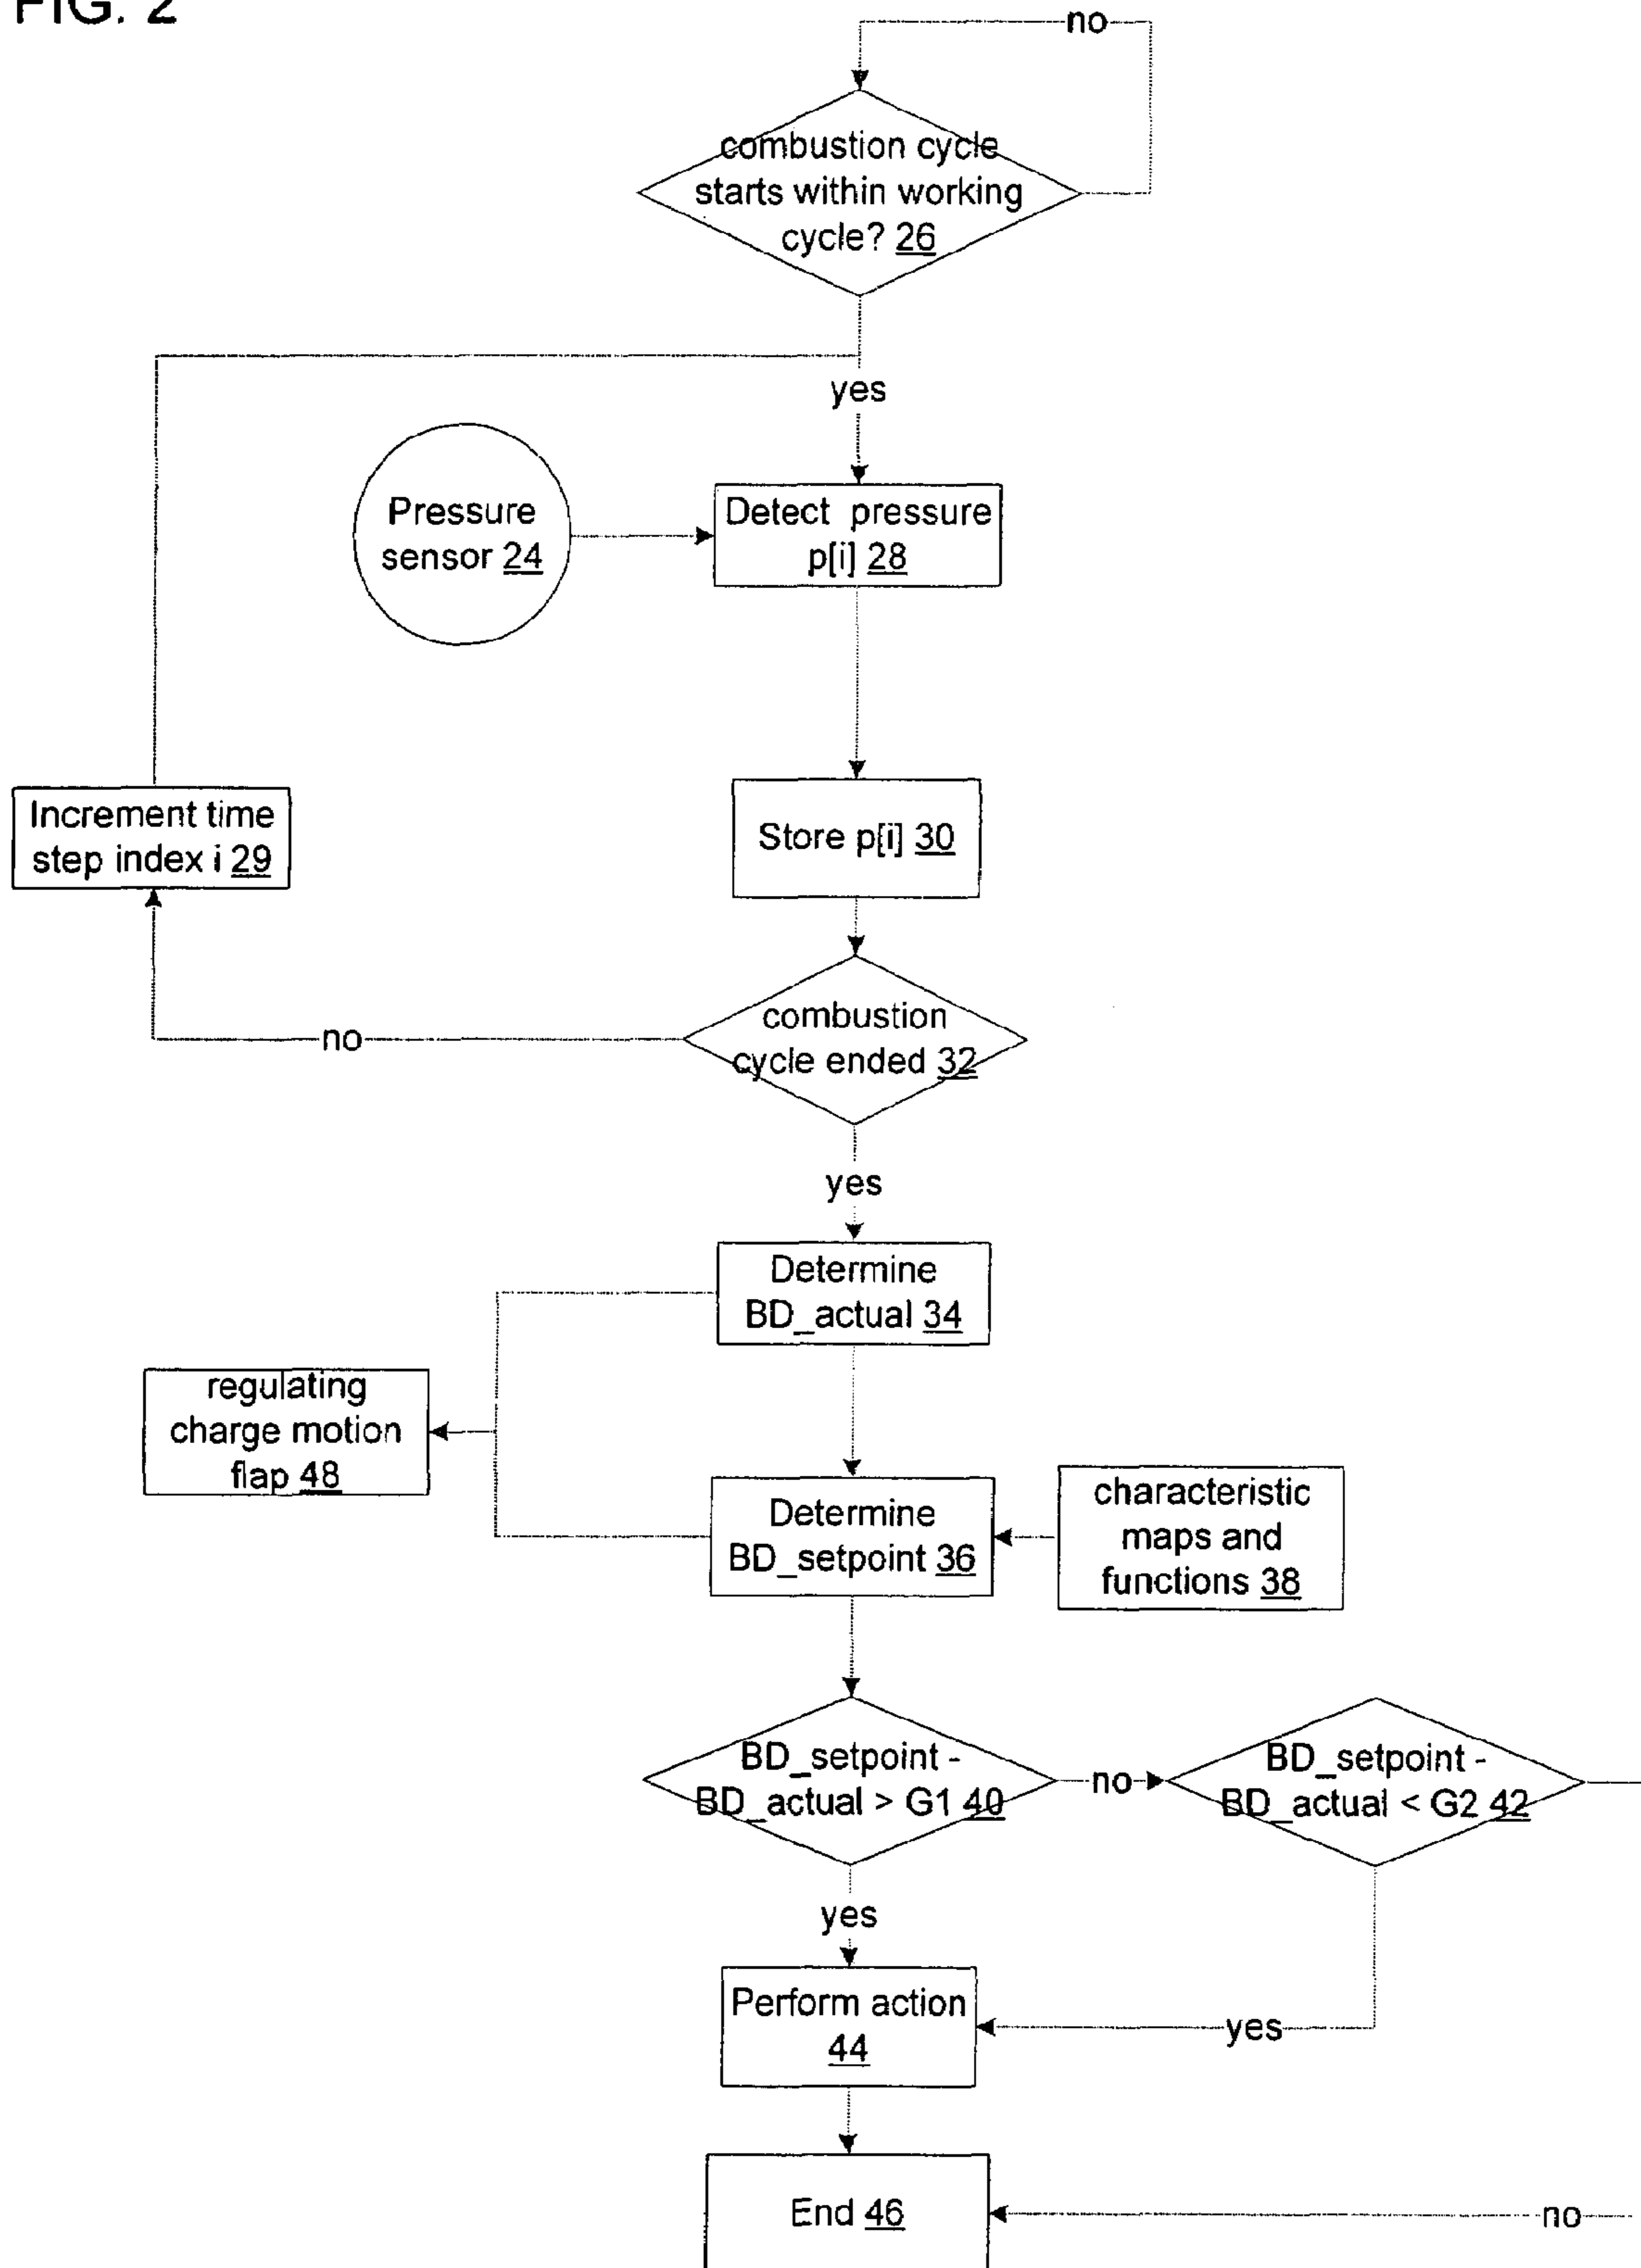 FIG. 2
no
combustion cycle
starts within working
cycle? 26
yes
Pressure
sensor 24
Detect pressure
p[i] 28
Increment time
step index i 29
Store p[i] 30
combustion
cycle ended 32
no
yes
Determine
BD_actual 34
regulating
charge motion
flap 48
Determine
BD_setpoint 36
characteristic
maps and
functions 38
BD_setpoint -
BD_actual > G1 40
no
BD_setpoint -
BD_actual < G2 42
yes
Perform action
44
yes
End 46
no